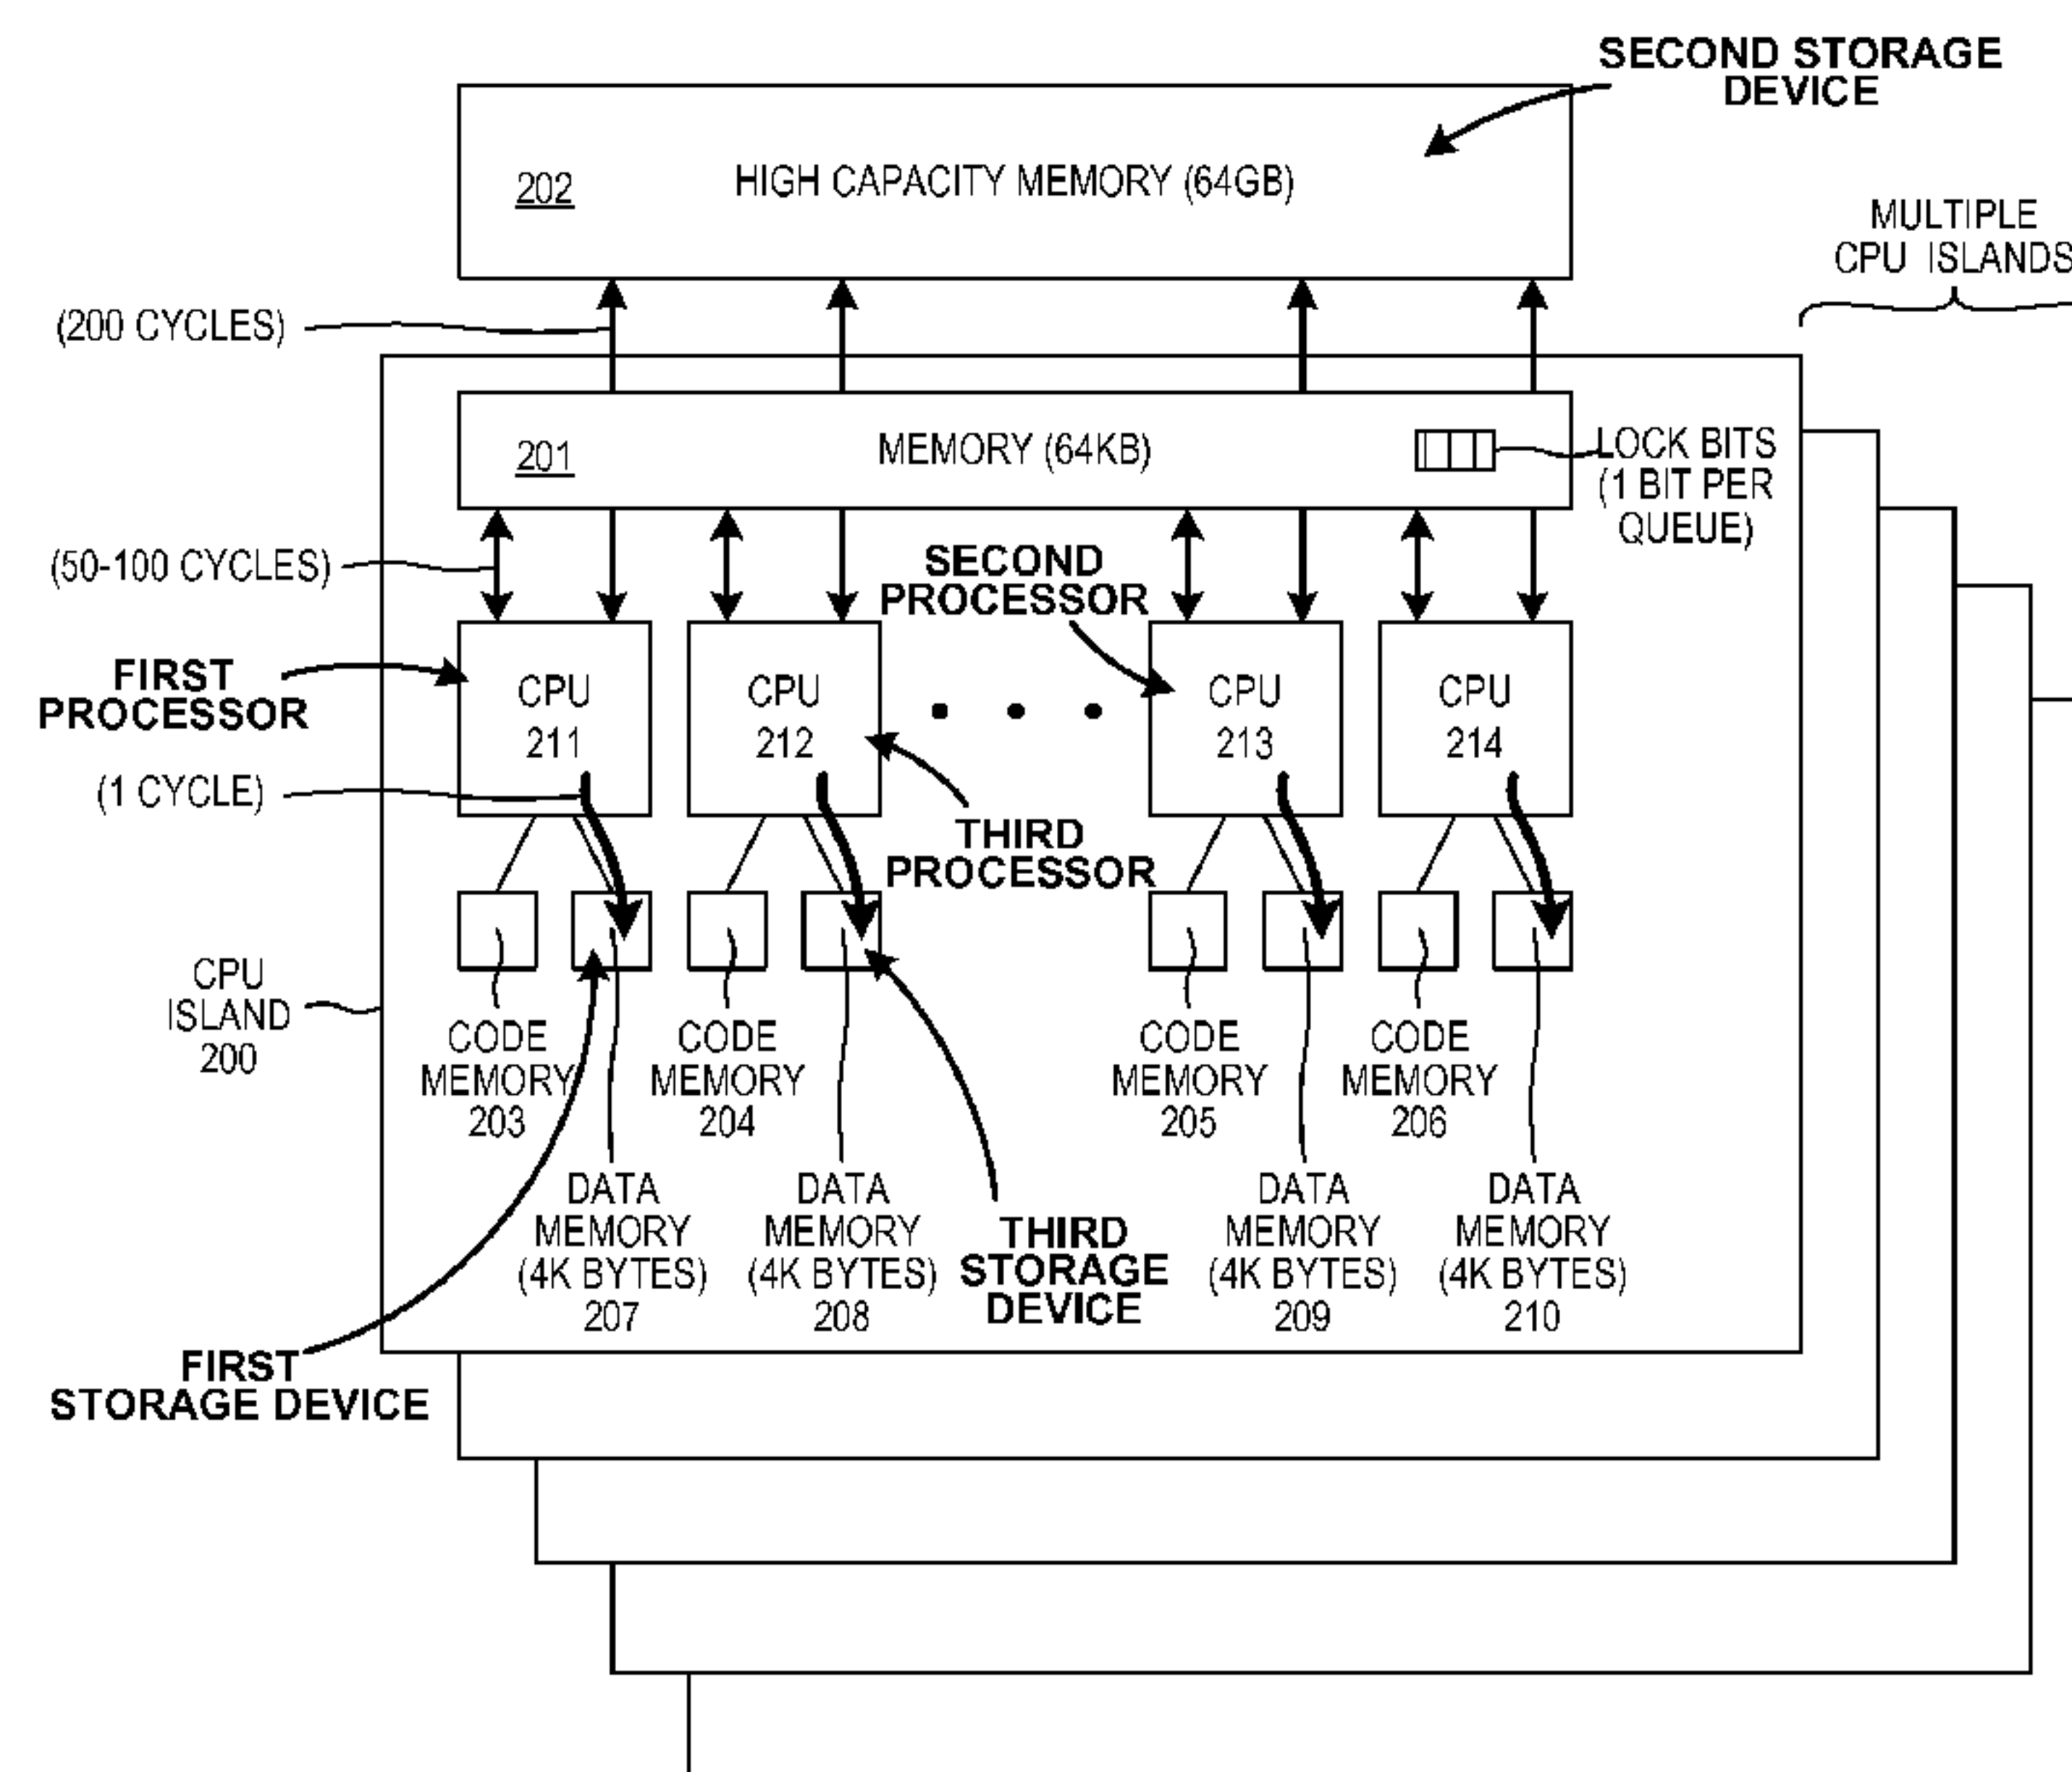 SECOND STORAGE
DEVICE
202
HIGH CAPACITY MEMORY (64GB)
MULTIPLE
CPU ISLANDS
(200 CYCLES)
201
MEMORY (64KB)
LOCK BITS
(1 BIT PER
QUEUE)
(50-100 CYCLES)
SECOND
PROCESSOR
FIRST
PROCESSOR
CPU
211
CPU
212
CPU
213
CPU
214
(1 CYCLE)
THIRD
PROCESSOR
CPU
ISLAND
200
CODE
MEMORY
203
CODE
MEMORY
204
CODE
MEMORY
205
CODE
MEMORY
206
DATA
MEMORY
(4K BYTES)
207
DATA
MEMORY
(4K BYTES)
208
THIRD
STORAGE
DEVICE
DATA
MEMORY
(4K BYTES)
209
DATA
MEMORY
(4K BYTES)
210
FIRST
STORAGE DEVICE